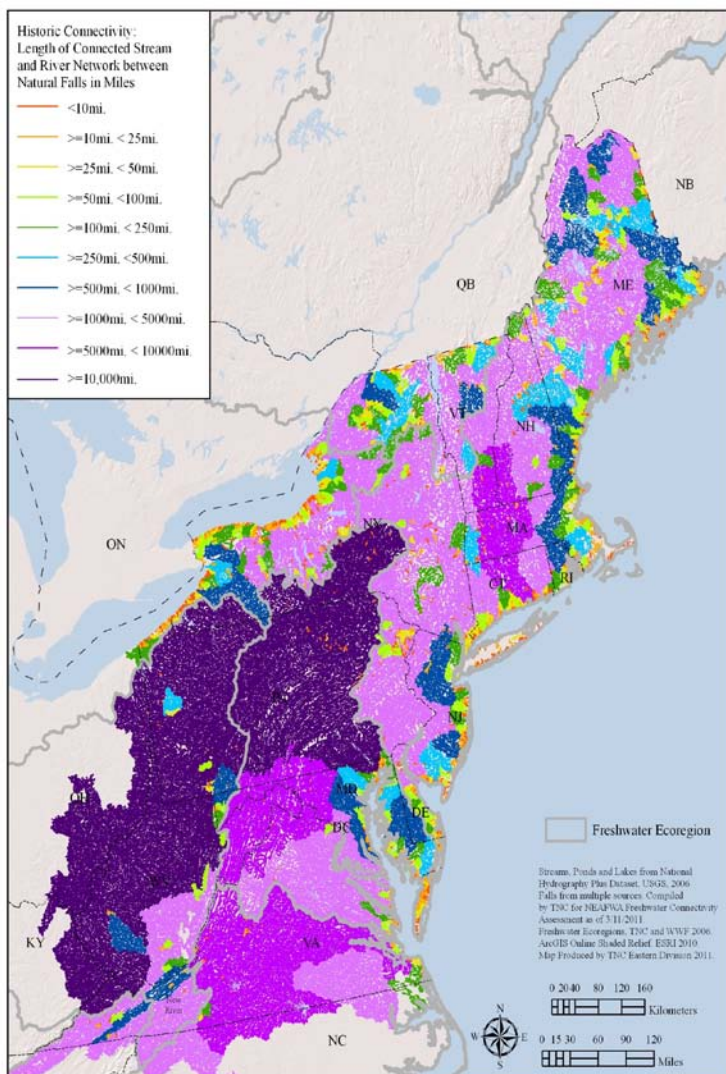 Historic Connectivity:
Length of Connected Stream
and River Network between
Natural Falls in Miles
<10mi.
>=10mi. < 25mi.
>=25mi. < 50mi.
>=50mi. <100mi.
>=100mi. < 250mi.
>=250mi. <500mi.
>=500mi. < 1000mi.
>=1000mi. < 5000mi.
>=5000mi. < 10000mi.
>=10,000mi.
NB
QB
ME
VT
NH
ON
NY
MA
CT
RI
NJ
OH
MD
DE
DC
KY
VA
New
River
NC
Freshwater Ecoregion
Streams, Ponds and Lakes from National
Hydrography Plus Dataset, USGS, 2006
Falls from multiple sources. Compiled
by TNC for NEAFWA Freshwater Connectivity
Assessment as of 3/11/2011
Freshwater Ecoregions, TNC and WWF 2006.
ArcGIS Online Shaded Relief, ESRI 2010.
Map Produced by TNC Eastern Division 2011.
N
W E
S
0 20 40 80 120 160
Kilometers
0 15 30 60 90 120
Miles